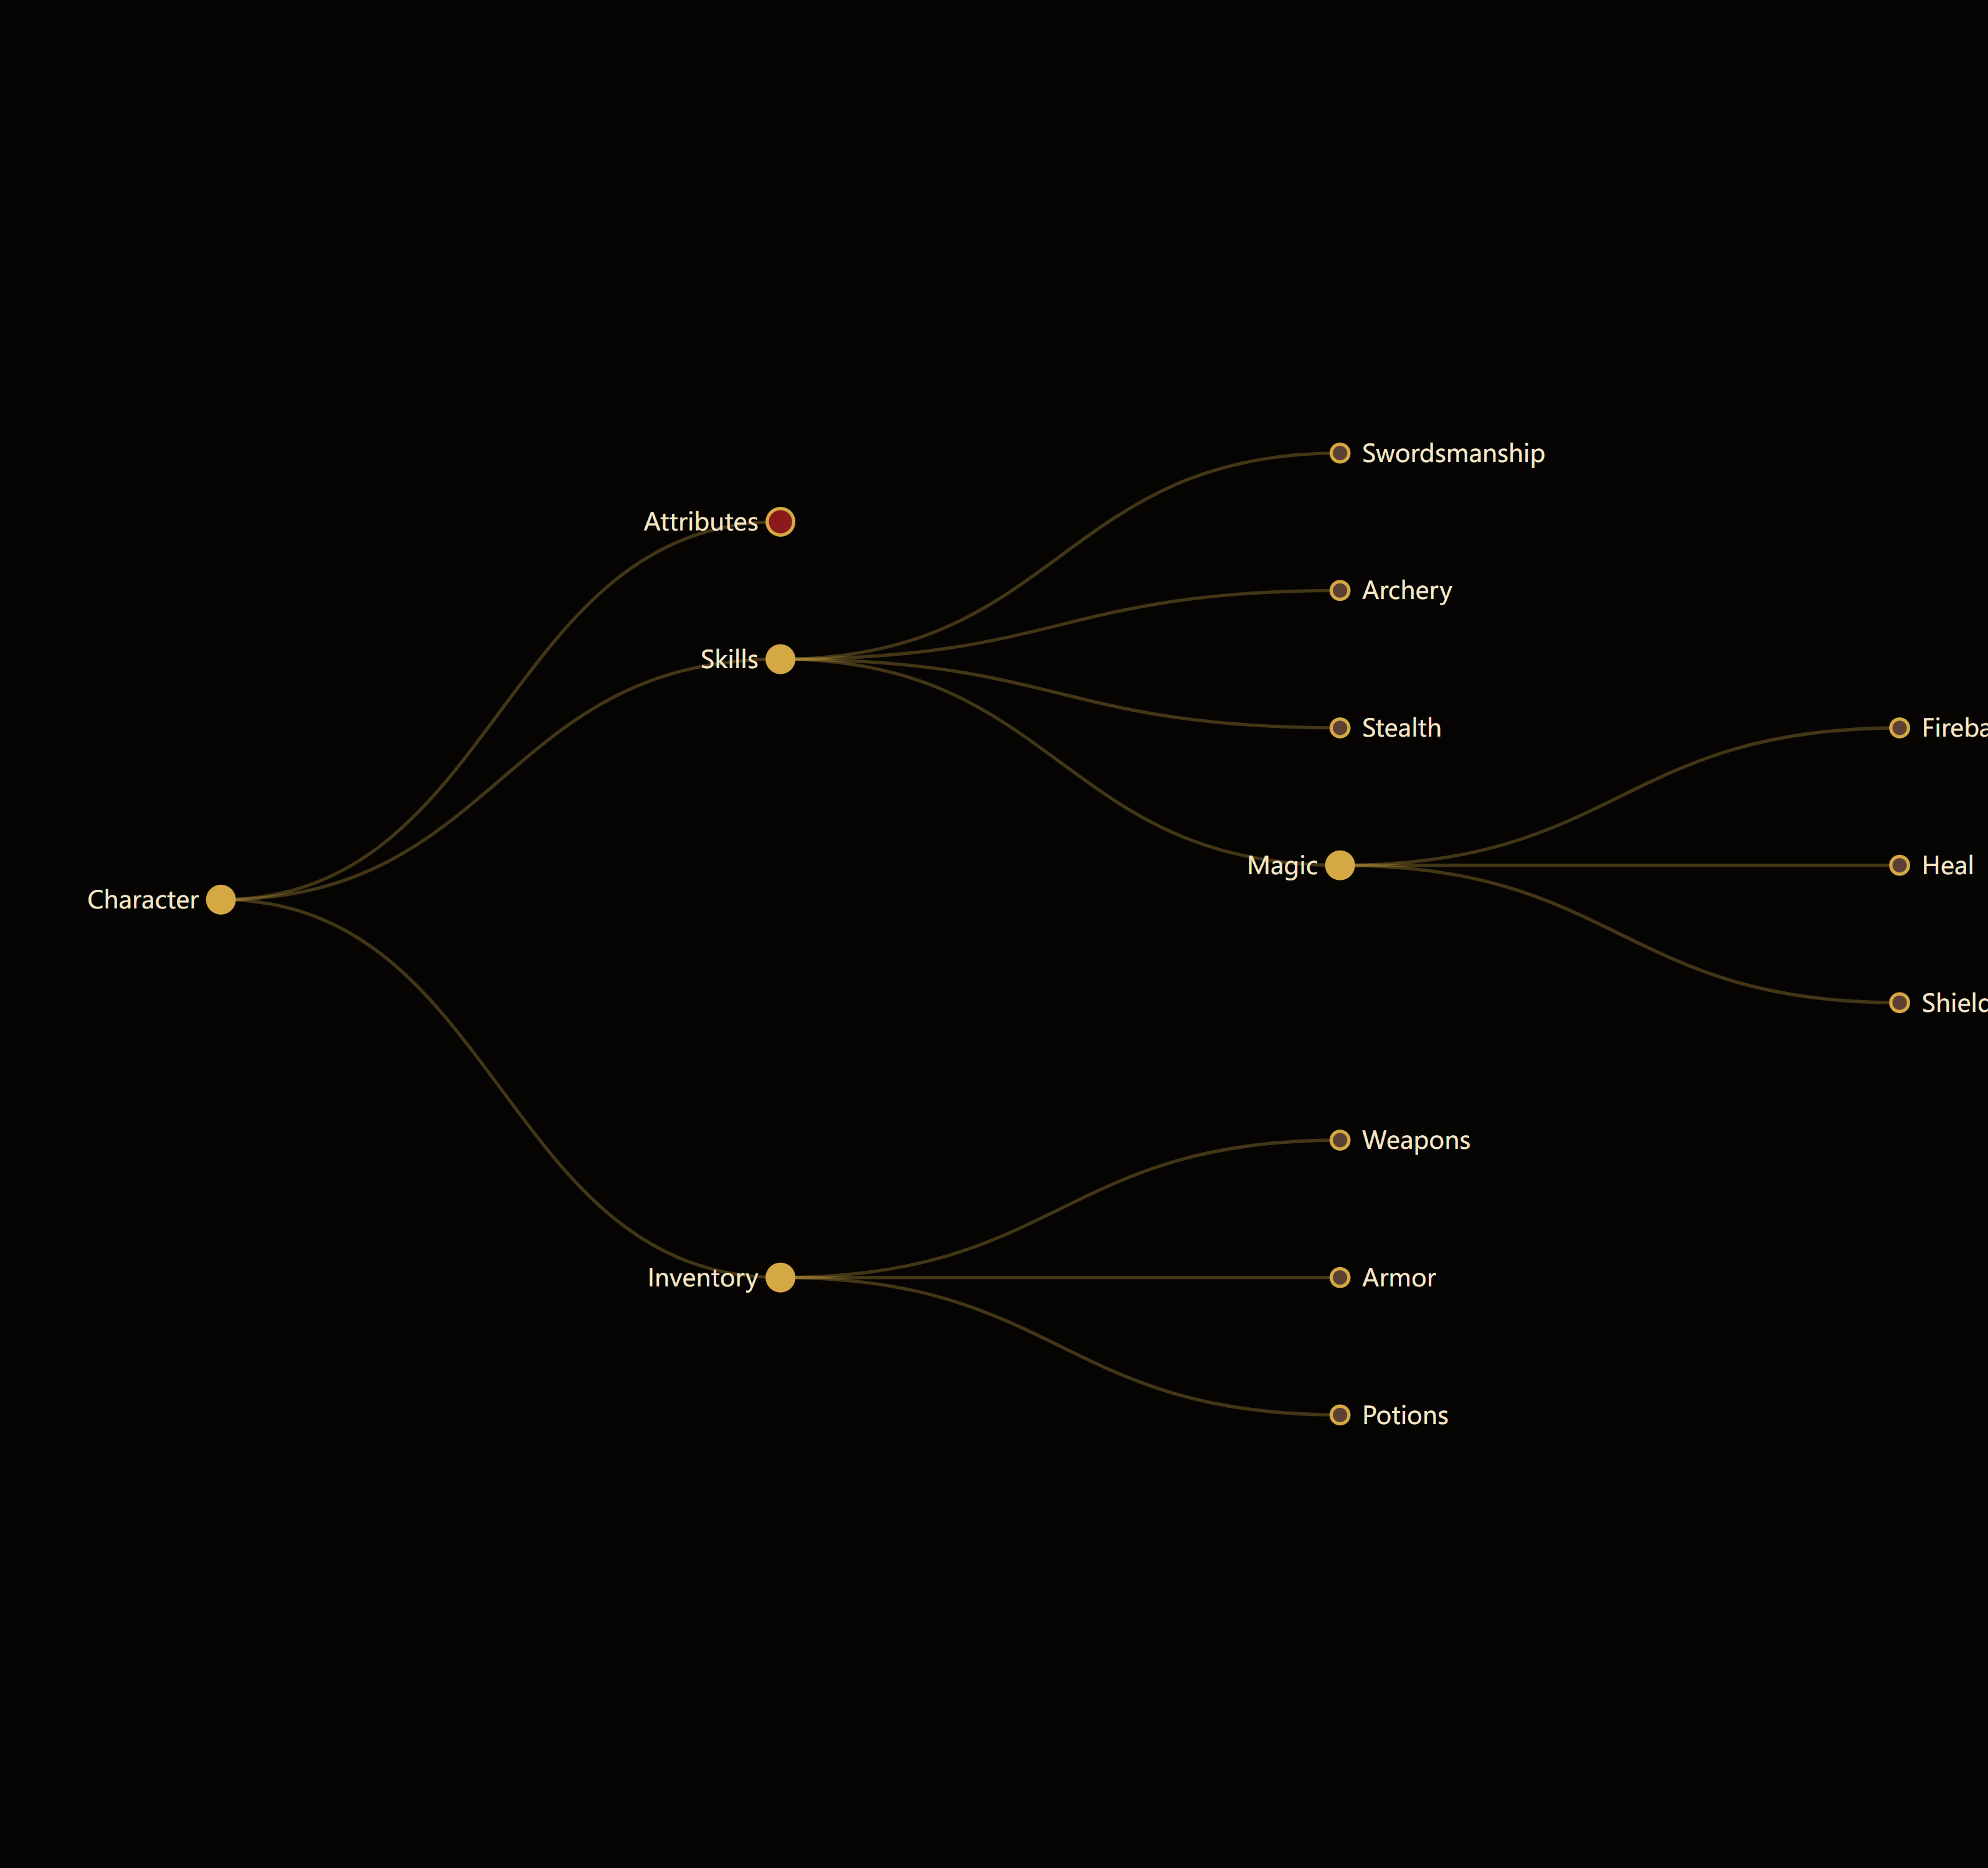 Character
Attributes
Skills
Swordsmanship
Archery
Stealth
Magic
Heal
Inventory
Weapons
Armor
Potions